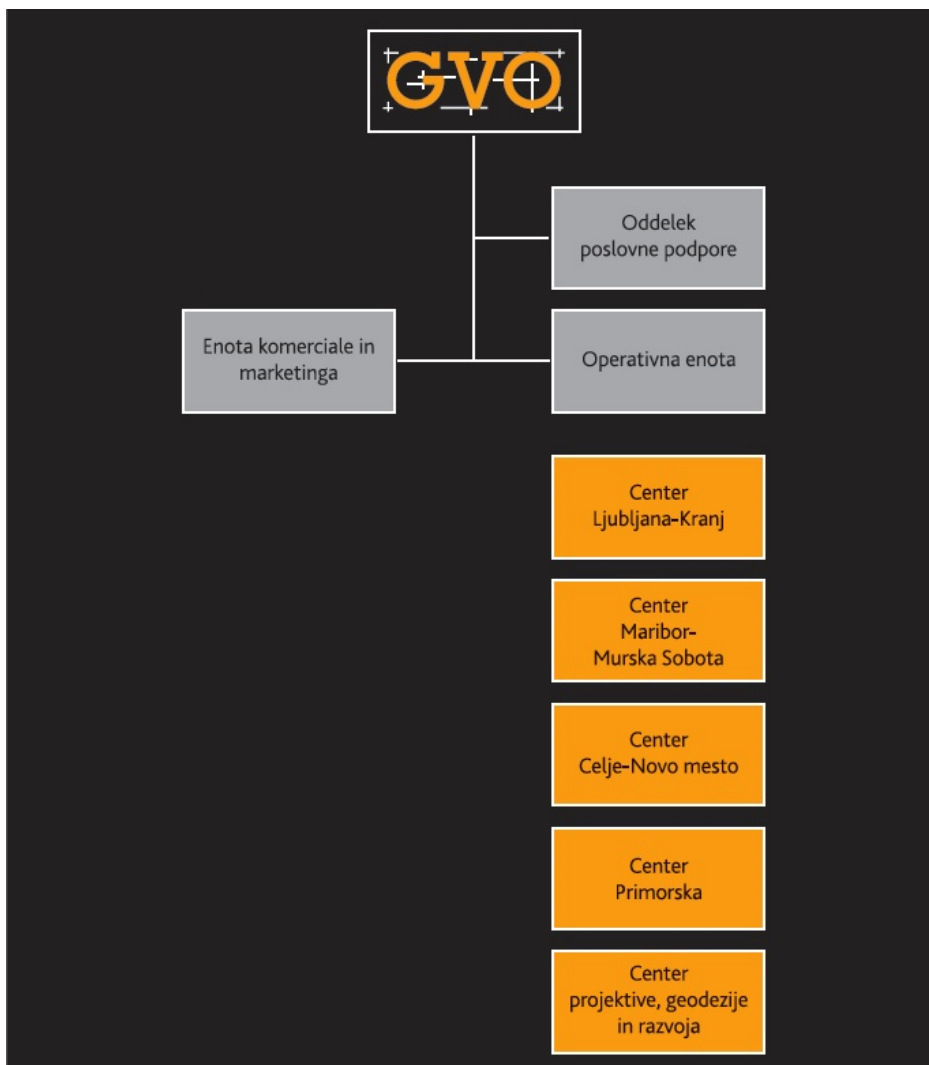 GVO
Oddelek
poslovne podpore
Enota komerciale in
marketinga
Operativna enota
Center
Ljubljana-Kranj
Center
Maribor-
Murska Sobota
Center
Celje-Novo mesto
Center
Primorska
Center
projektive, geodezije
in razvoja